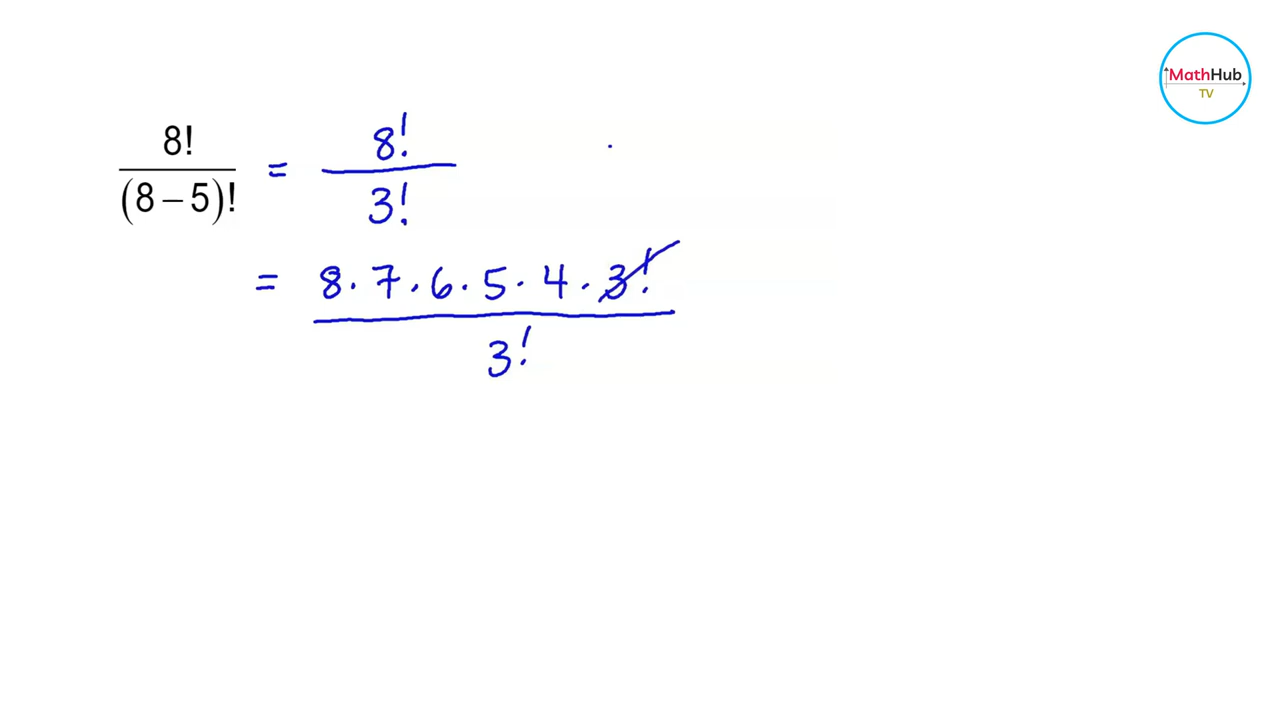 MathHub
TV
8!
(8 − 5)!
=
8!
3!
= 8 · 7 · 6 · 5 · 4 · 3!
3!